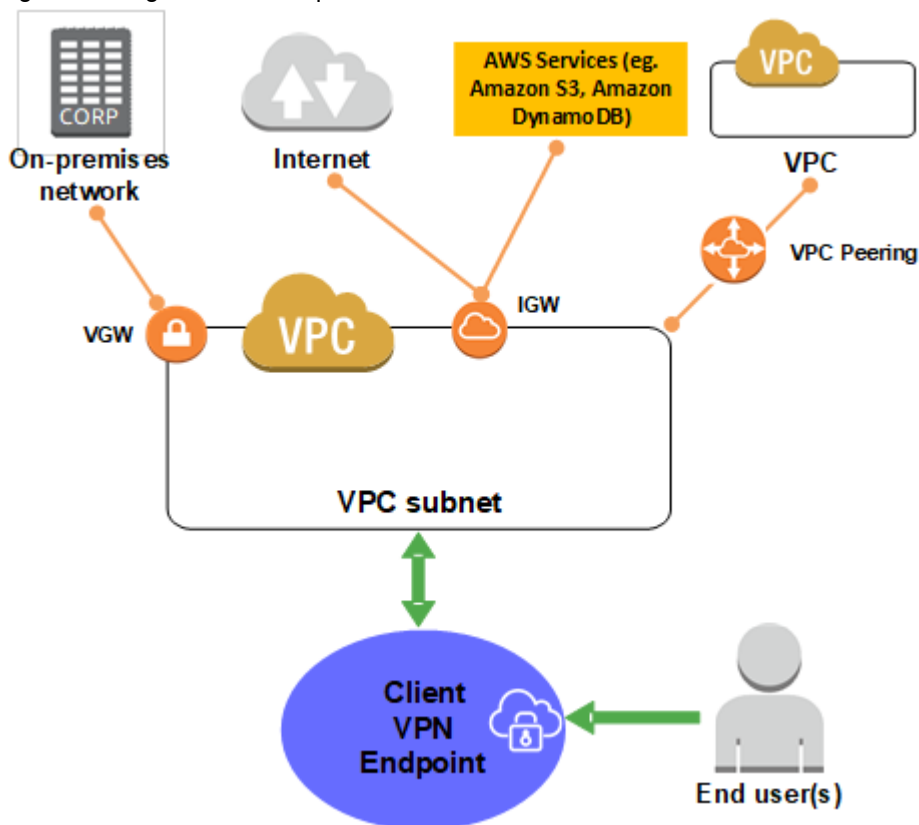 CORP
On-premises
network
Internet
AWS Services (eg.
Amazon S3, Amazon
DynamoDB)
VPC
VPC
VPC Peering
VGW
VPC
IGW
VPC subnet
Client
VPN
Endpoint
End user(s)